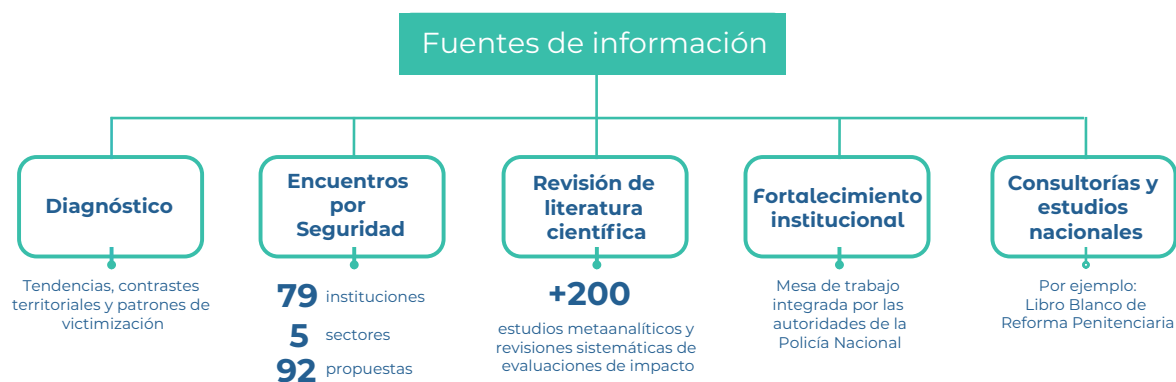 Fuentes de información
Diagnóstico
Tendencias, contrastes
territoriales y patrones de
victimización
Encuentros
por
Seguridad
79 instituciones
5 sectores
92 propuestas
Revisión de
literatura
científica
+200
estudios metaanalíticos y
revisiones sistemáticas de
evaluaciones de impacto
Fortalecimiento
institucional
Mesa de trabajo
integrada por las
autoridades de la
Policía Nacional
Consultorías y
estudios
nacionales
Por ejemplo:
Libro Blanco de
Reforma Penitenciaria